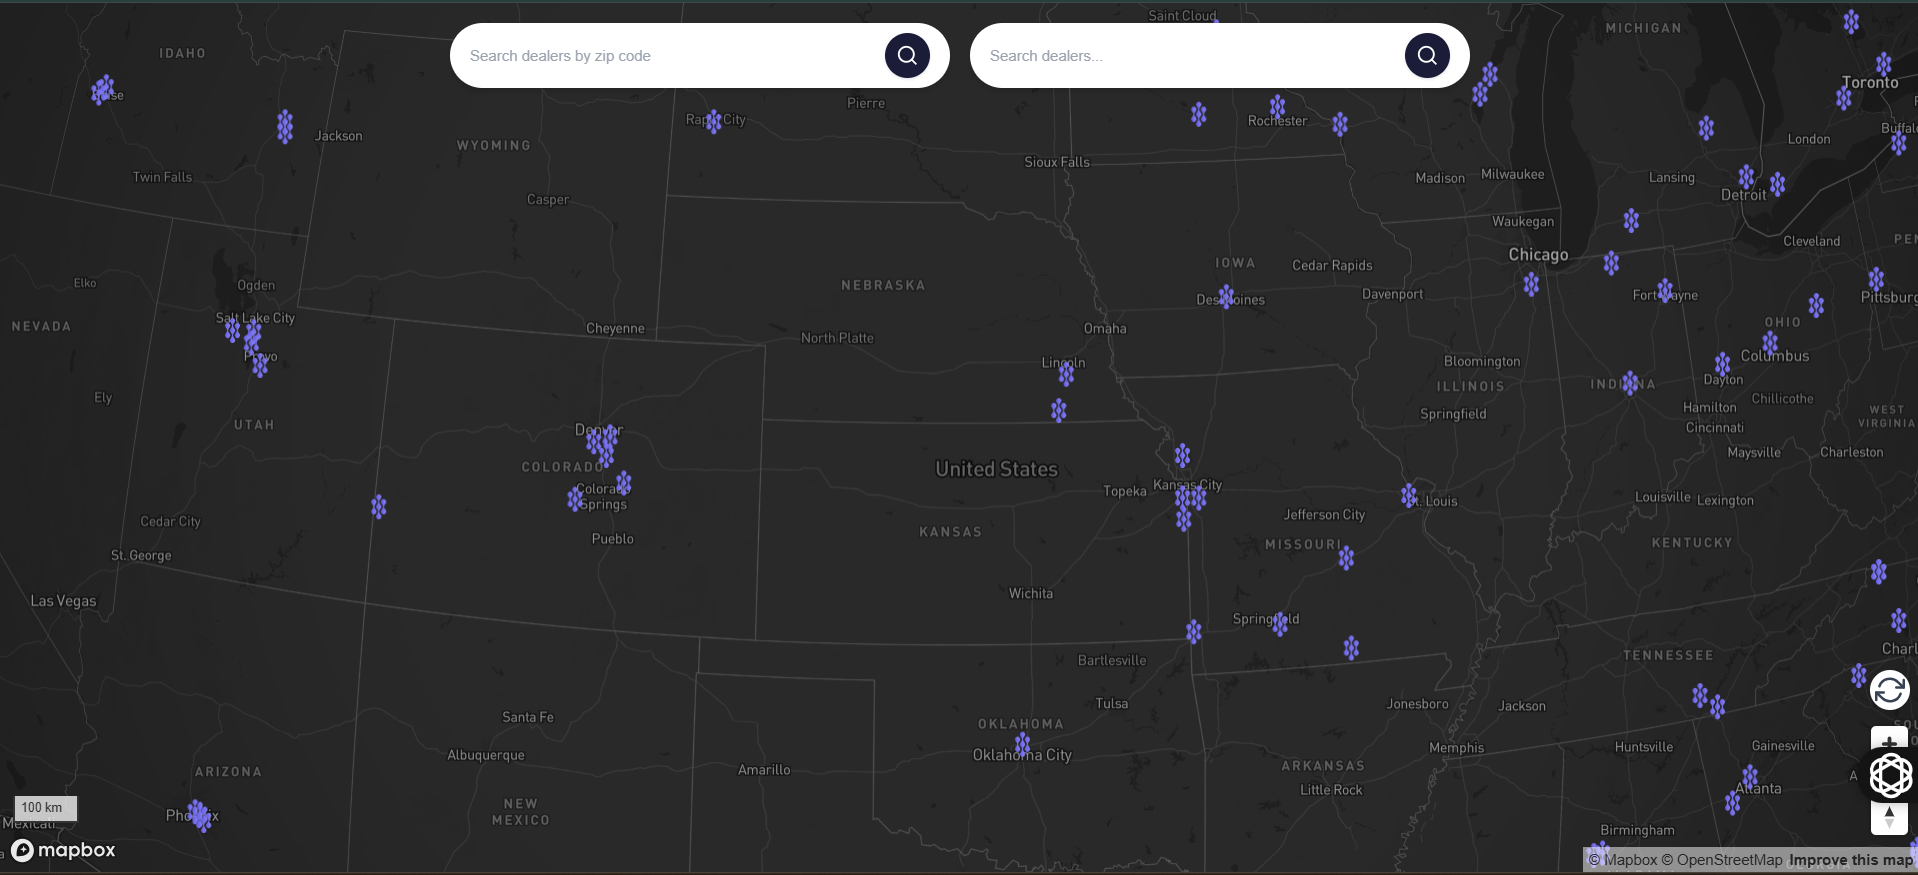 Saint Cloud
MICHIGAN
IDAHO
Search dealers by zip code
Search dealers...
Toronto
Pierre
Rochester
Rapid City
Jackson
WYOMING
London
Sioux Falls
Twin Falls
Madison
Milwaukee
Lansing
Detroit
Casper
Waukegan
Cleveland
Chicago
IOWA
Cedar Rapids
Elko
Ogden
NEBRASKA
Des Moines
Davenport
Fort Wayne
Pittsburg
Salt Lake City
NEVADA
Cheyenne
North Platte
Omaha
OHIO
Provo
Lincoln
Bloomington
Columbus
ILLINOIS
INDIANA
Dayton
Ely
Chillicothe
Springfield
Hamilton
WEST
VIRGINIA
UTAH
Denver
Cincinnati
Maysville
Charleston
COLORADO
United States
Topeka
Kansas City
Colorado
Springs
St. Louis
Louisville
Lexington
Cedar City
Jefferson City
KANSAS
Pueblo
MISSOURI
KENTUCKY
St. George
Las Vegas
Wichita
Springfield
Charl
TENNESSEE
Bartlesville
Tulsa
Jonesboro
Jackson
Santa Fe
OKLAHOMA
Albuquerque
Oklahoma City
Memphis
Huntsville
Gainesville
ARIZONA
Amarillo
ARKANSAS
Little Rock
Atlanta
100 km
NEW
MEXICO
Phoenix
Mexicali
Birmingham
mapbox
© Mapbox © OpenStreetMap Improve this map